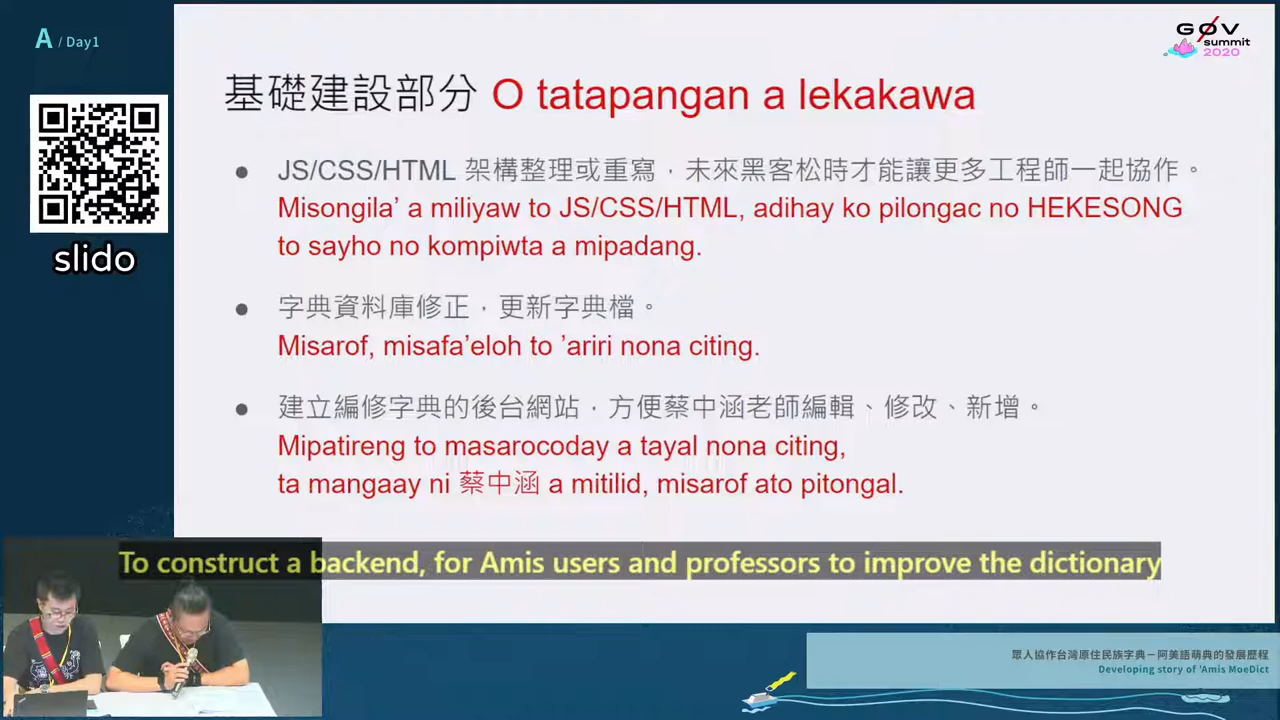 A / Day1
GØV
summit
2020
slido
基礎建設部分 O tatapangan a lekakawa
● JS/CSS/HTML 架構整理或重寫，未來黑客松時才能讓更多工程師一起協作。
Misongila’ a miliyaw to JS/CSS/HTML, adihay ko pilongac no HEKESONG
to sayho no kompiwta a mipadang.
● 字典資料庫修正，更新字典檔。
Misarof, misafa’eloh to ’ariri nona citing.
● 建立編修字典的後台網站，方便蔡中涵老師編輯、修改、新增。
Mipatireng to masarocoday a tayal nona citing,
ta mangaay ni 蔡中涵 a mitilid, misarof ato pitongal.
To construct a backend, for Amis users and professors to improve the dictionary
眾人協作台灣原住民族字典－阿美語萌典的發展歷程
Developing story of 'Amis MoeDict